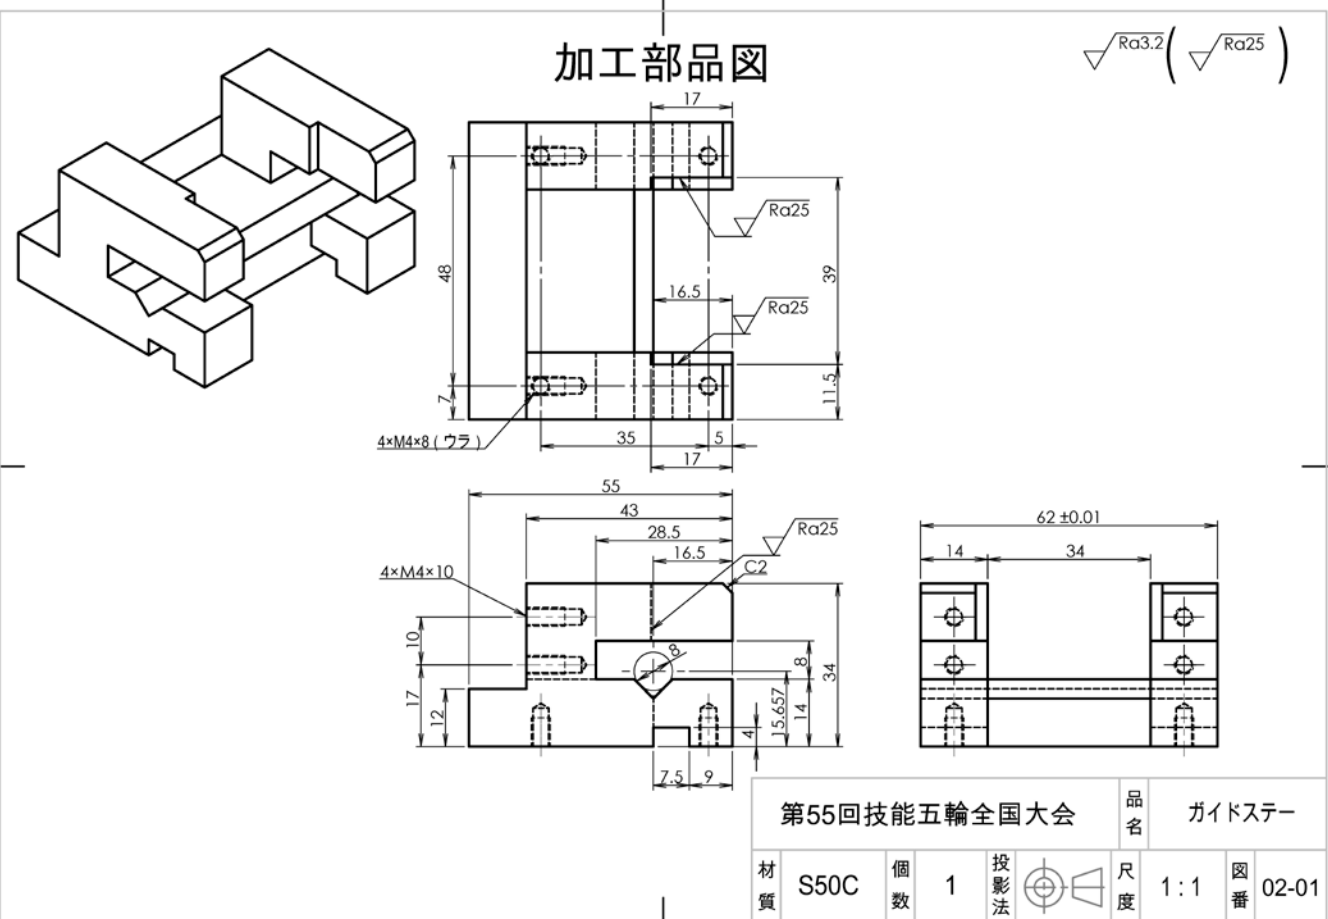 加工部品図
Ra3.2 ( Ra25 )
17
Ra25
48
39
16.5
Ra25
7
11.5
4×M4×8 ( ウラ )
35
5
17
55
43
28.5
16.5
Ra25
C2
4×M4×10
10
17
12
8
8
34
15.657
14
4
7.5
9
62 ±0.01
14
34
第55回技能五輪全国大会
品名
ガイドステー
材質
S50C
個数
1
投影法
尺度
1 : 1
図番
02-01